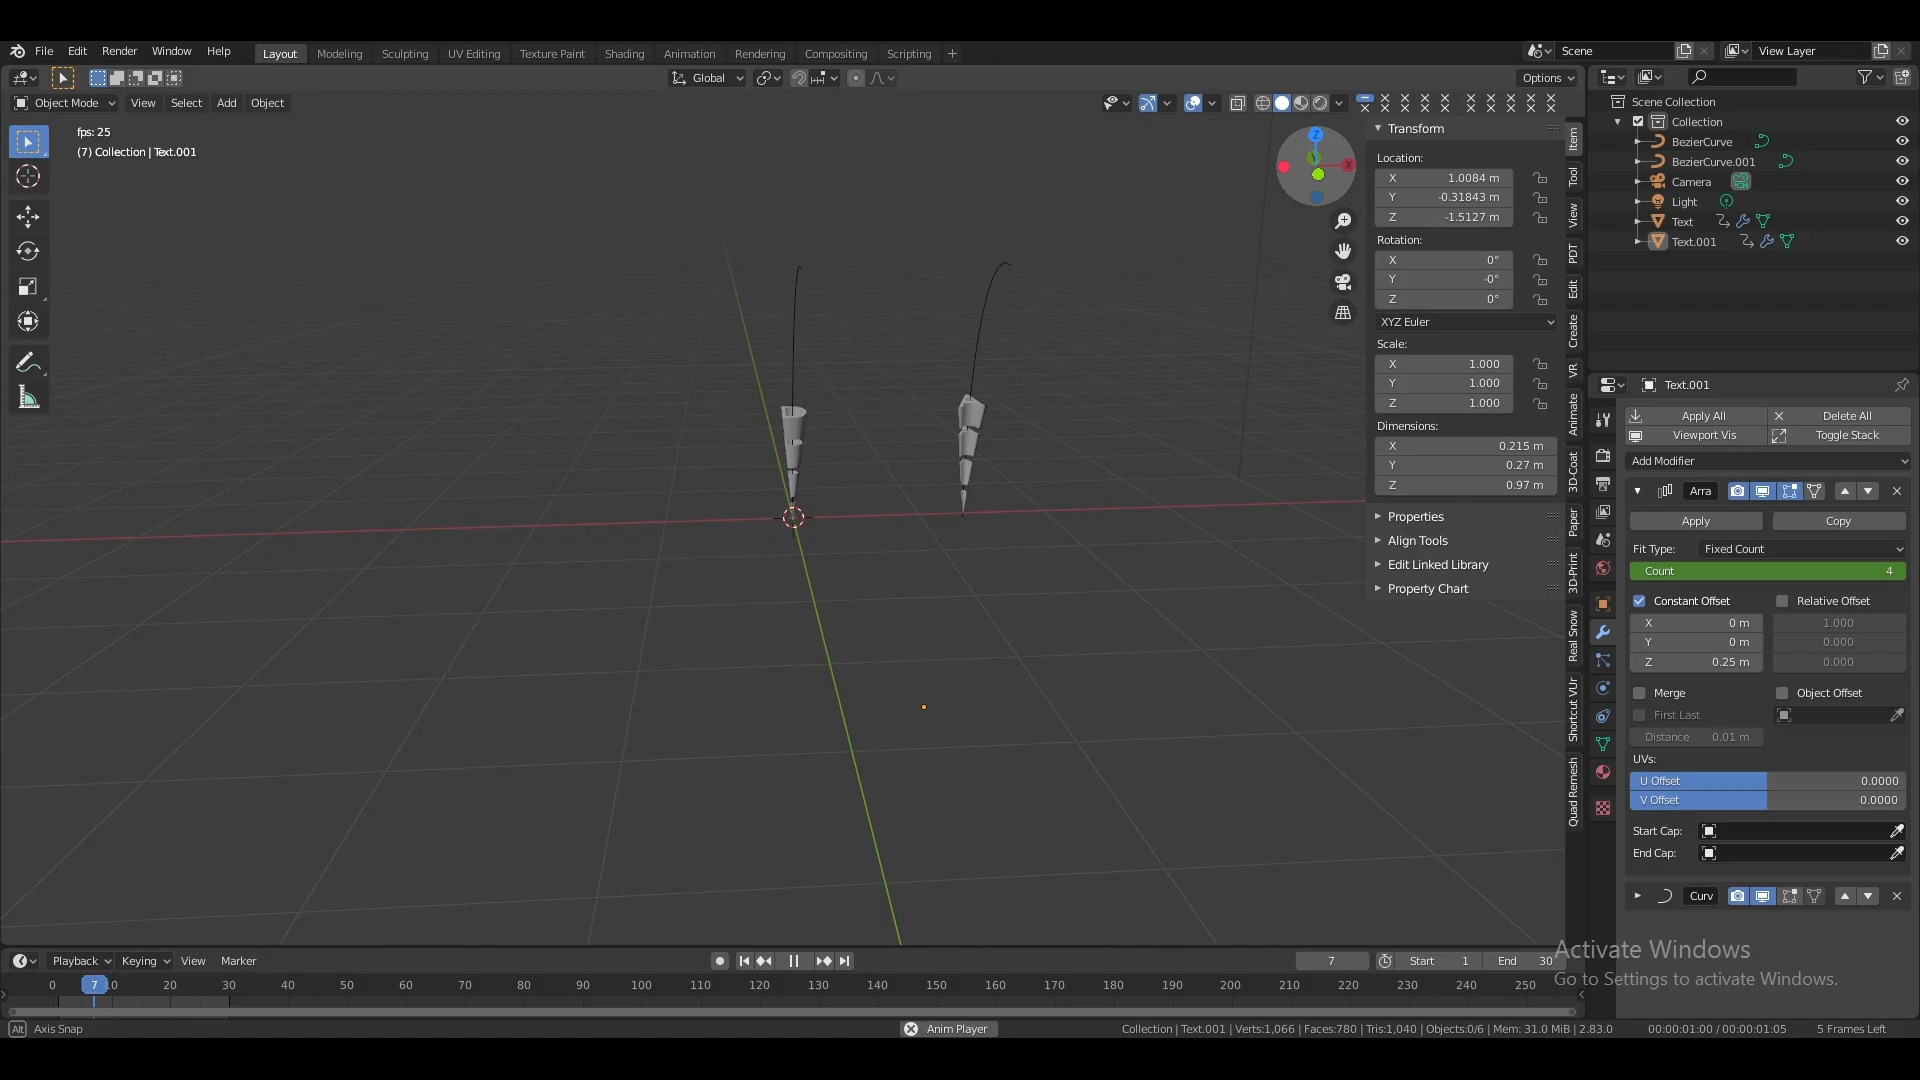 File Edit Render Window Help Layout Modeling Sculpting UV Editing Texture Paint Shading Animation Rendering Compositing Scripting + Scene View Layer
Global Options
Object Mode View Select Add Object
fps: 25
(7) Collection | Text.001
Z
X
Transform
Location:
X 1.0084 m
Y -0.31843 m
Z -1.5127 m
Rotation:
X 0°
Y -0°
Z 0°
XYZ Euler
Scale:
X 1.000
Y 1.000
Z 1.000
Dimensions:
X 0.215 m
Y 0.27 m
Z 0.97 m
Properties
Align Tools
Edit Linked Library
Property Chart
Item
Tool
View
PDT
Edit
Create
VR
Animate
3D-Coat
Paper
3D-Print
Real Snow
Shortcut VUr
Quad Remesh
Scene Collection
Collection
BezierCurve
BezierCurve.001
Camera
Light
Text
Text.001
Text.001
Apply All Delete All
Viewport Vis Toggle Stack
Add Modifier
Arra
Apply Copy
Fit Type: Fixed Count
Count 4
Constant Offset Relative Offset
X 0 m 1.000
Y 0 m 0.000
Z 0.25 m 0.000
Merge Object Offset
First Last
Distance 0.01 m
UVs:
U Offset 0.0000
V Offset 0.0000
Start Cap:
End Cap:
Curv
Activate Windows
Go to Settings to activate Windows.
Playback Keying View Marker 7 Start 1 End 30
0 7 10 20 30 40 50 60 70 80 90 100 110 120 130 140 150 160 170 180 190 200 210 220 230 240 250
Alt Axis Snap Anim Player Collection | Text.001 | Verts:1,066 | Faces:780 | Tris:1,040 | Objects:0/6 | Mem: 31.0 MiB | 2.83.0 00:00:01:00 / 00:00:01:05 5 Frames Left